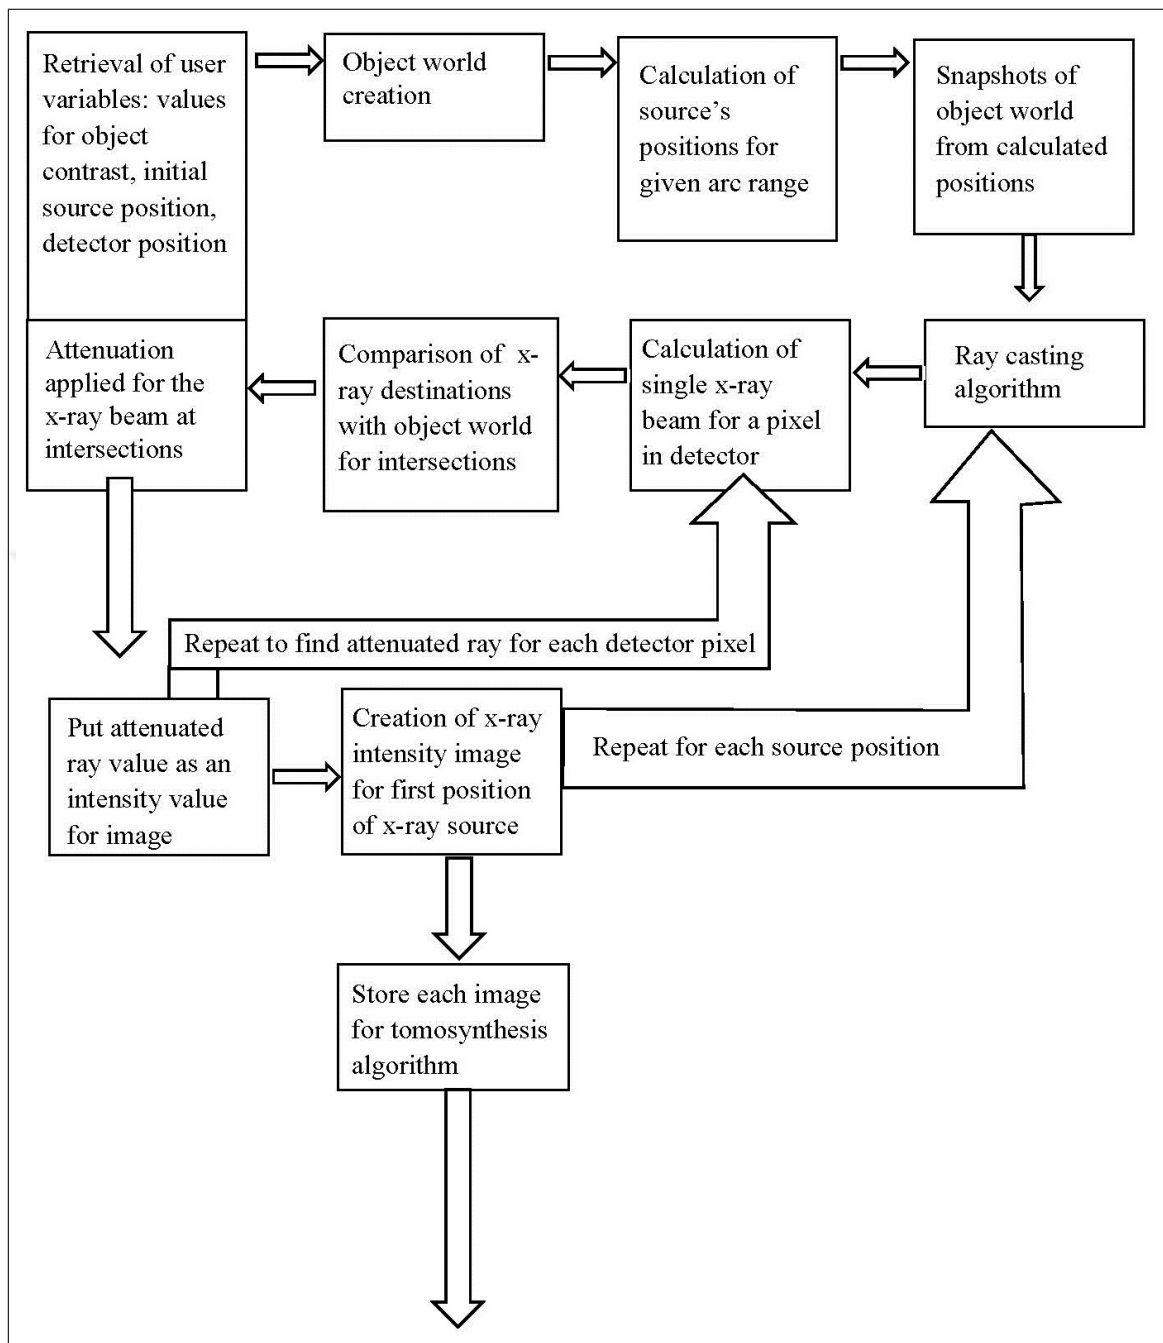 Retrieval of user
variables: values
for object
contrast, initial
source position,
detector position
Object world
creation
Calculation of
source's
positions for
given arc range
Snapshots of
object world
from calculated
positions
Ray casting
algorithm
Calculation of
single x-ray
beam for a pixel
in detector
Comparison of x-
ray destinations
with object world
for intersections
Attenuation
applied for the
x-ray beam at
intersections
Repeat to find attenuated ray for each detector pixel
Put attenuated
ray value as an
intensity value
for image
Creation of x-ray
intensity image
for first position
of x-ray source
Repeat for each source position
Store each image
for tomosynthesis
algorithm